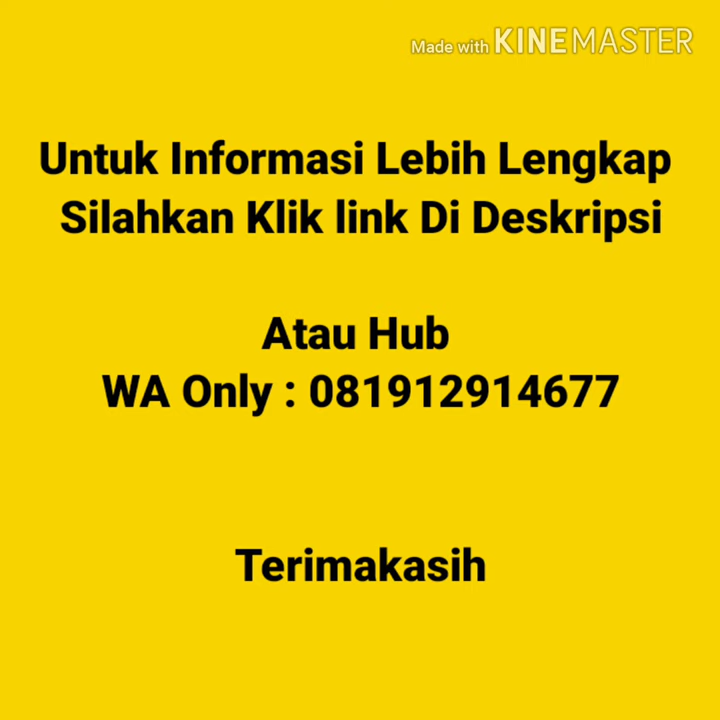 Made with KINEMASTER
Untuk Informasi Lebih Lengkap
Silahkan Klik link Di Deskripsi
Atau Hub
WA Only : 081912914677
Terimakasih